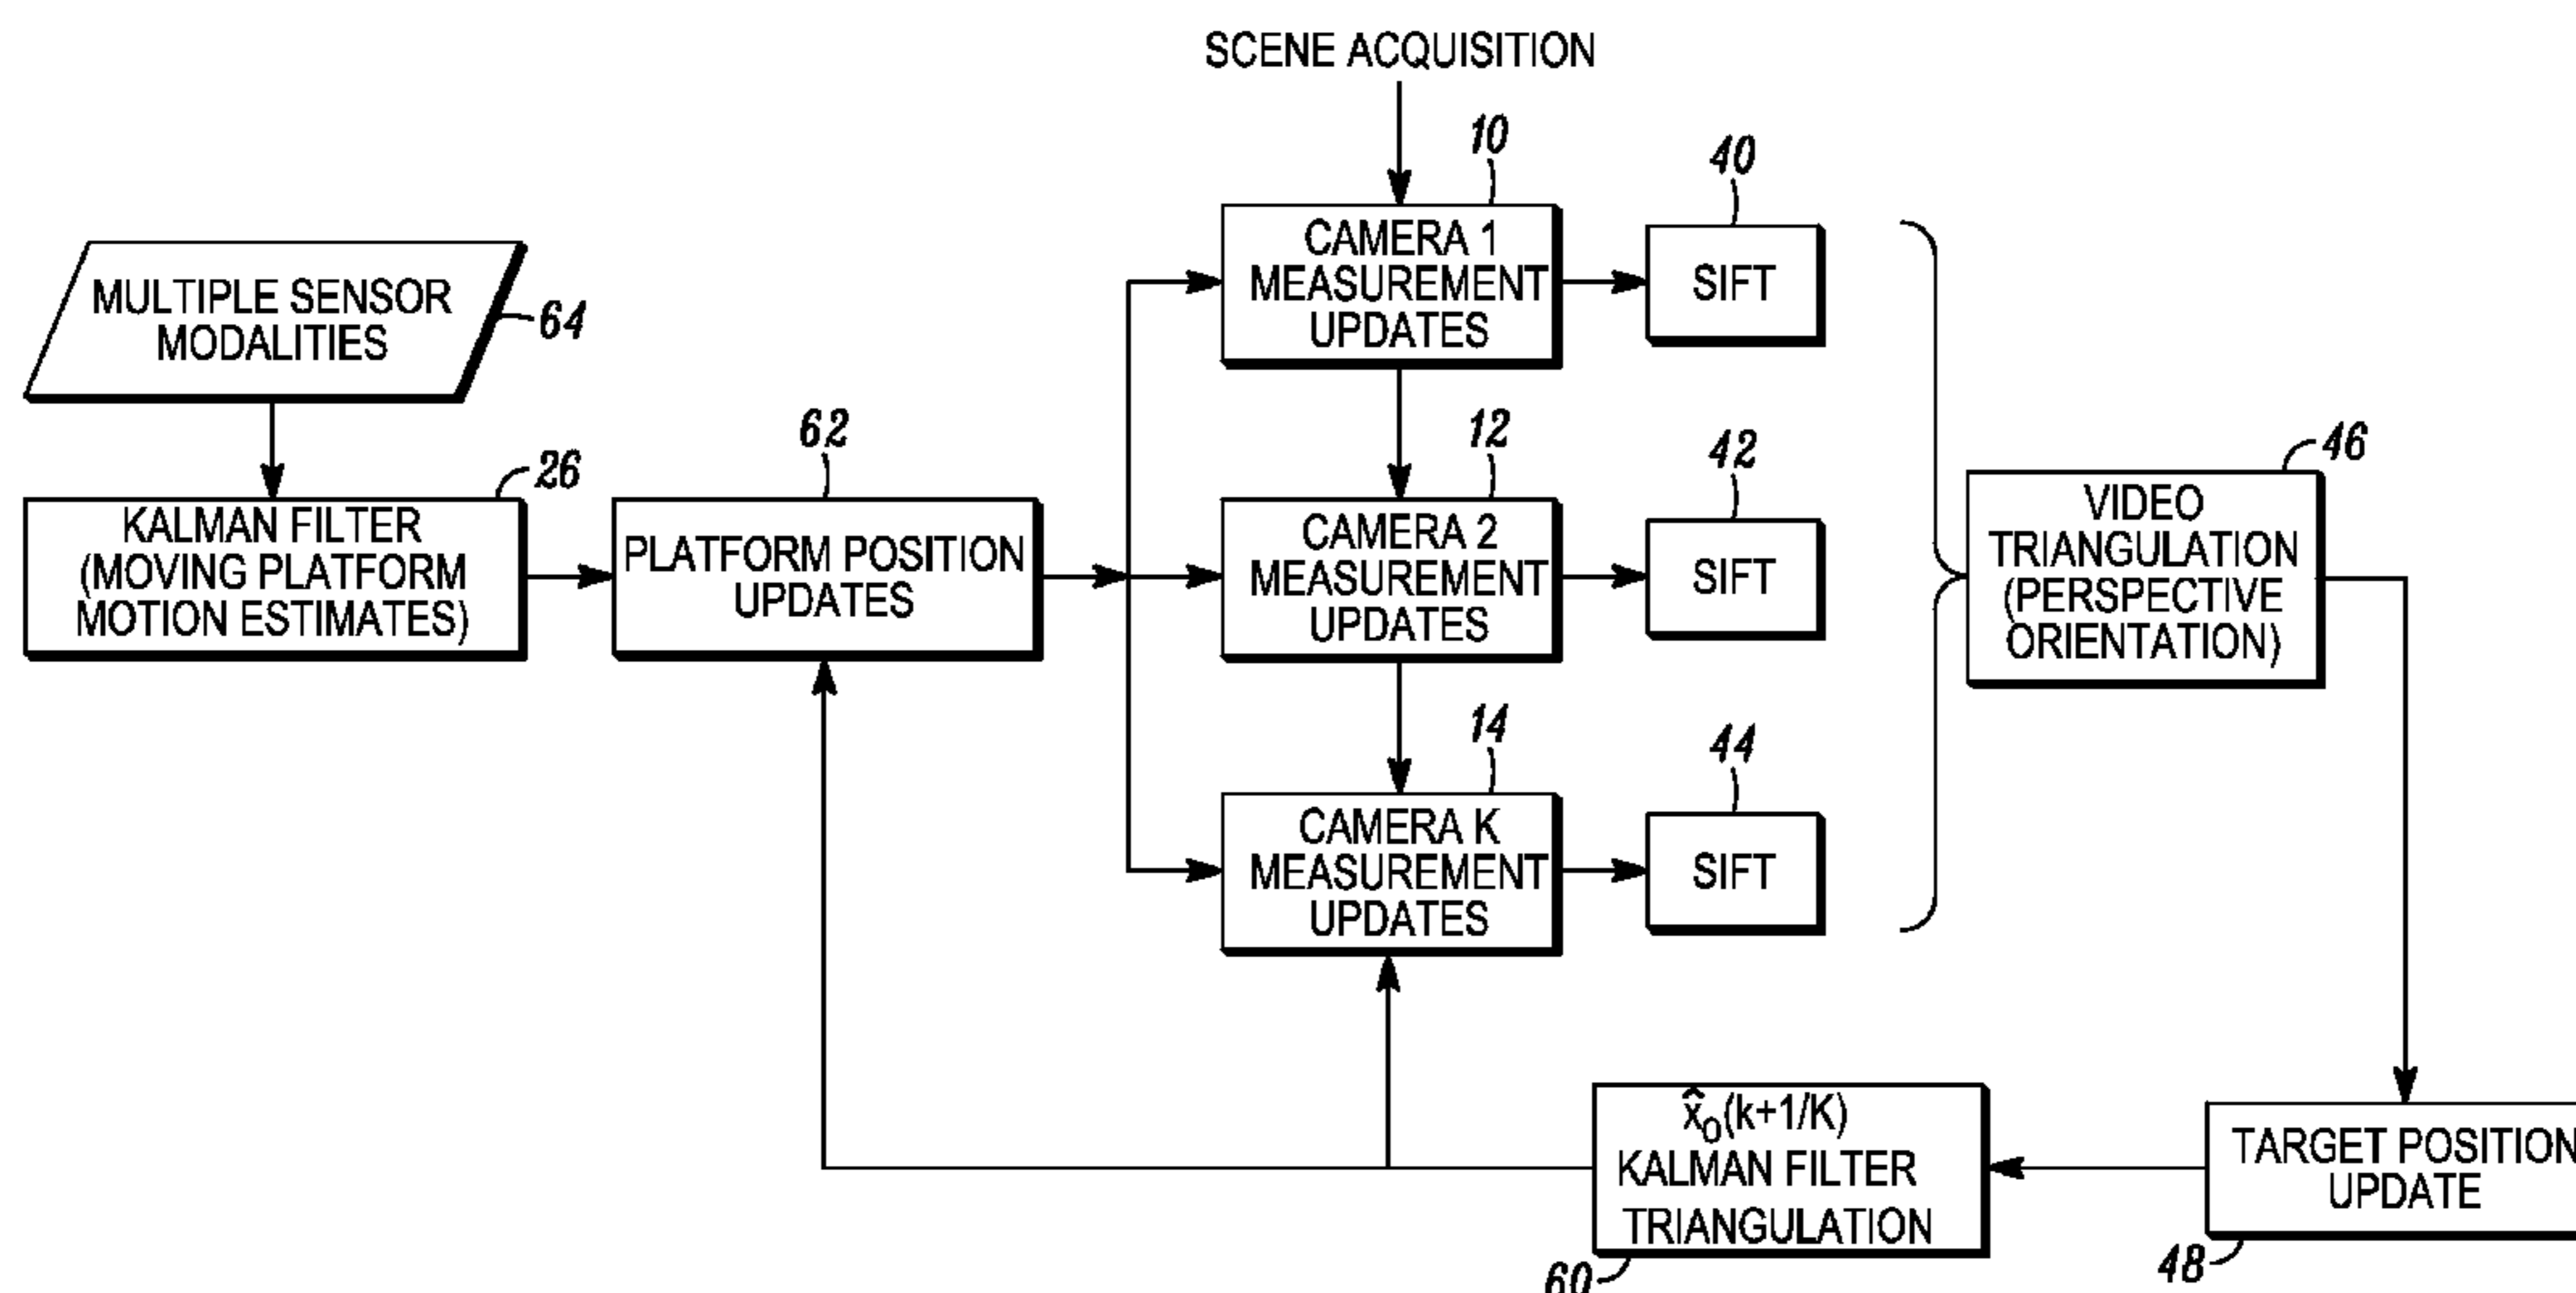 SCENE ACQUISITION
10
CAMERA 1
MEASUREMENT
UPDATES
40
SIFT
MULTIPLE SENSOR
MODALITIES
64
26
KALMAN FILTER
(MOVING PLATFORM
MOTION ESTIMATES)
62
PLATFORM POSITION
UPDATES
12
CAMERA 2
MEASUREMENT
UPDATES
42
SIFT
46
VIDEO
TRIANGULATION
(PERSPECTIVE
ORIENTATION)
14
CAMERA K
MEASUREMENT
UPDATES
44
SIFT
x̂₀(k+1/K)
KALMAN FILTER
TRIANGULATION
60
TARGET POSITION
UPDATE
48